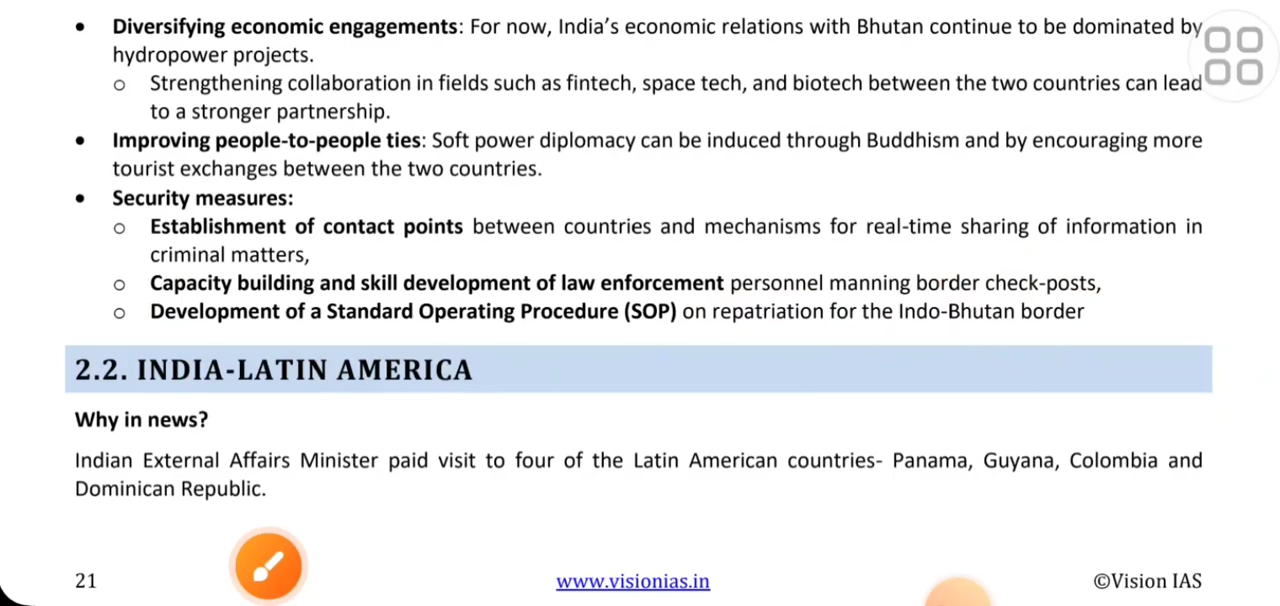 • Diversifying economic engagements: For now, India’s economic relations with Bhutan continue to be dominated by
hydropower projects.
o Strengthening collaboration in fields such as fintech, space tech, and biotech between the two countries can lead
to a stronger partnership.
• Improving people-to-people ties: Soft power diplomacy can be induced through Buddhism and by encouraging more
tourist exchanges between the two countries.
• Security measures:
o Establishment of contact points between countries and mechanisms for real-time sharing of information in
criminal matters,
o Capacity building and skill development of law enforcement personnel manning border check-posts,
o Development of a Standard Operating Procedure (SOP) on repatriation for the Indo-Bhutan border
2.2. INDIA-LATIN AMERICA
Why in news?
Indian External Affairs Minister paid visit to four of the Latin American countries- Panama, Guyana, Colombia and
Dominican Republic.
21 www.visionias.in ©Vision IAS